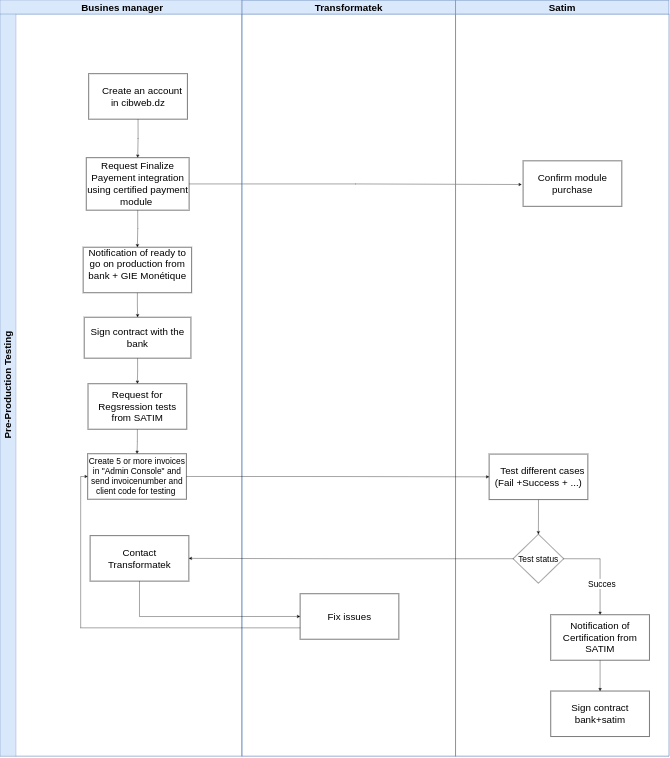 Busines manager
Transformatek
Satim
Pre-Production Testing
Create an account
in cibweb.dz
Request Finalize
Payement integration
using certified payment
module
Confirm module
purchase
Notification of ready to
go on production from
bank + GIE Monétique
Sign contract with the
bank
Request for
Regsression tests
from SATIM
Create 5 or more invoices
in "Admin Console" and
send invoicenumber and
client code for testing
Test different cases
(Fail +Success + ...)
Contact
Transformatek
Test status
Succes
Fix issues
Notification of
Certification from
SATIM
Sign contract
bank+satim